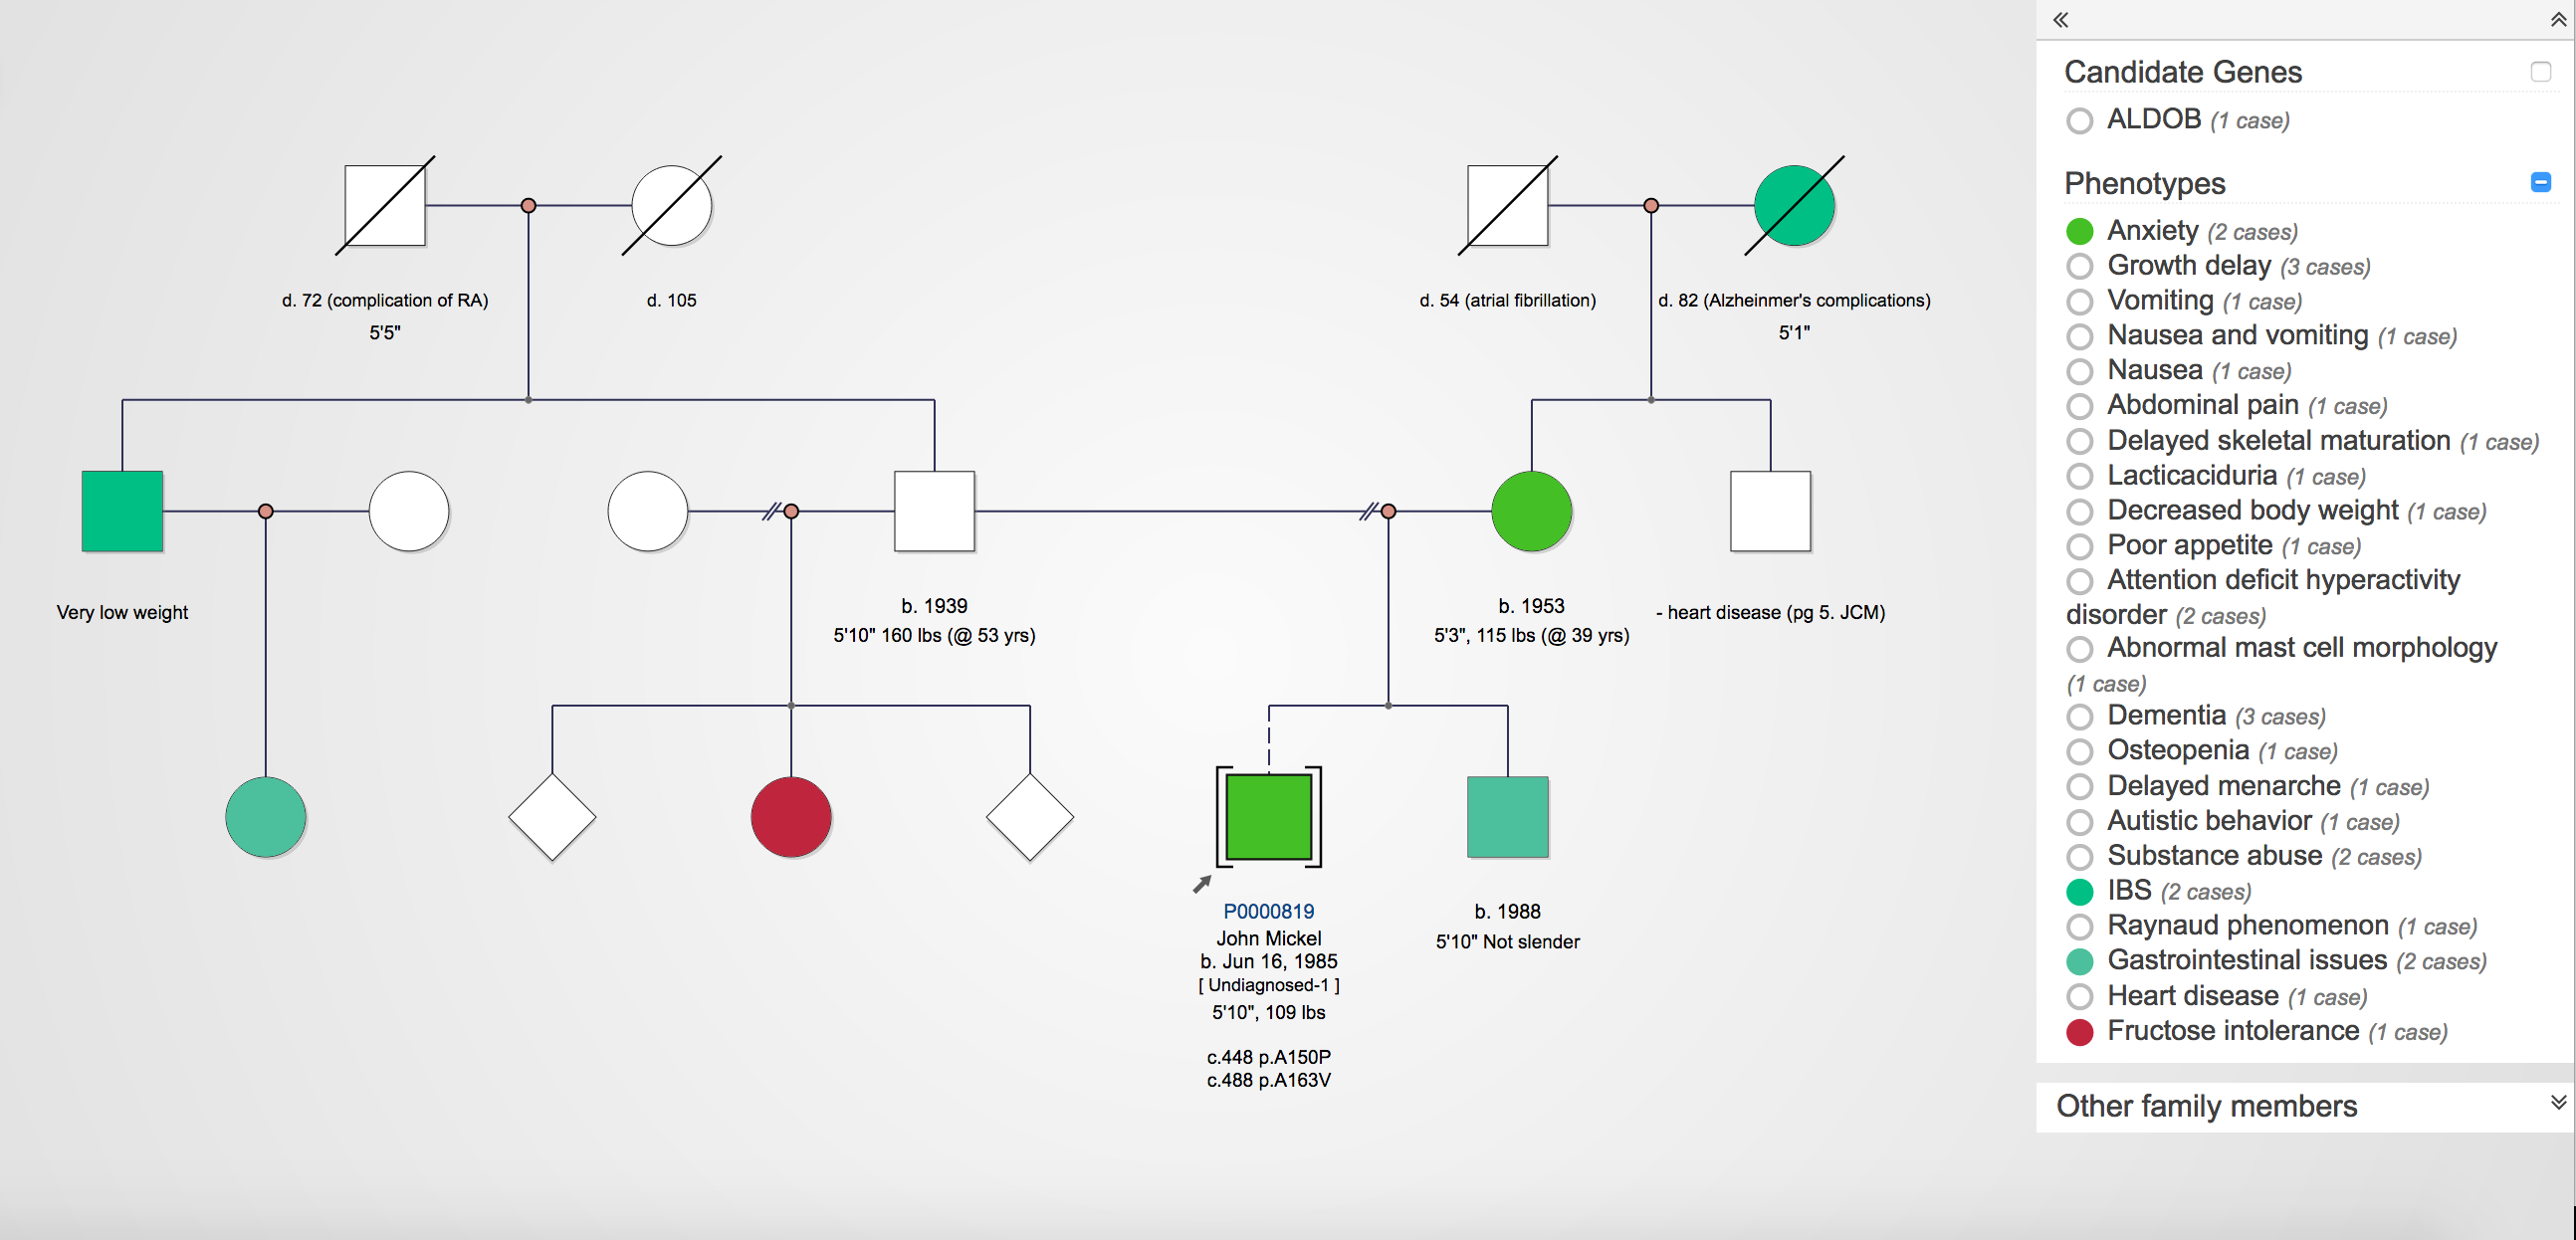 d. 72 (complication of RA)
5'5"
d. 105
d. 54 (atrial fibrillation)
d. 82 (Alzheinmer's complications)
5'1"
Very low weight
b. 1939
5'10" 160 lbs (@ 53 yrs)
b. 1953
5'3", 115 lbs (@ 39 yrs)
- heart disease (pg 5. JCM)
P0000819
John Mickel
b. Jun 16, 1985
[ Undiagnosed-1 ]
5'10", 109 lbs
c.448 p.A150P
c.488 p.A163V
b. 1988
5'10" Not slender
Candidate Genes
ALDOB (1 case)
Phenotypes
Anxiety (2 cases)
Growth delay (3 cases)
Vomiting (1 case)
Nausea and vomiting (1 case)
Nausea (1 case)
Abdominal pain (1 case)
Delayed skeletal maturation (1 case)
Lacticaciduria (1 case)
Decreased body weight (1 case)
Poor appetite (1 case)
Attention deficit hyperactivity
disorder (2 cases)
Abnormal mast cell morphology
(1 case)
Dementia (3 cases)
Osteopenia (1 case)
Delayed menarche (1 case)
Autistic behavior (1 case)
Substance abuse (2 cases)
IBS (2 cases)
Raynaud phenomenon (1 case)
Gastrointestinal issues (2 cases)
Heart disease (1 case)
Fructose intolerance (1 case)
Other family members